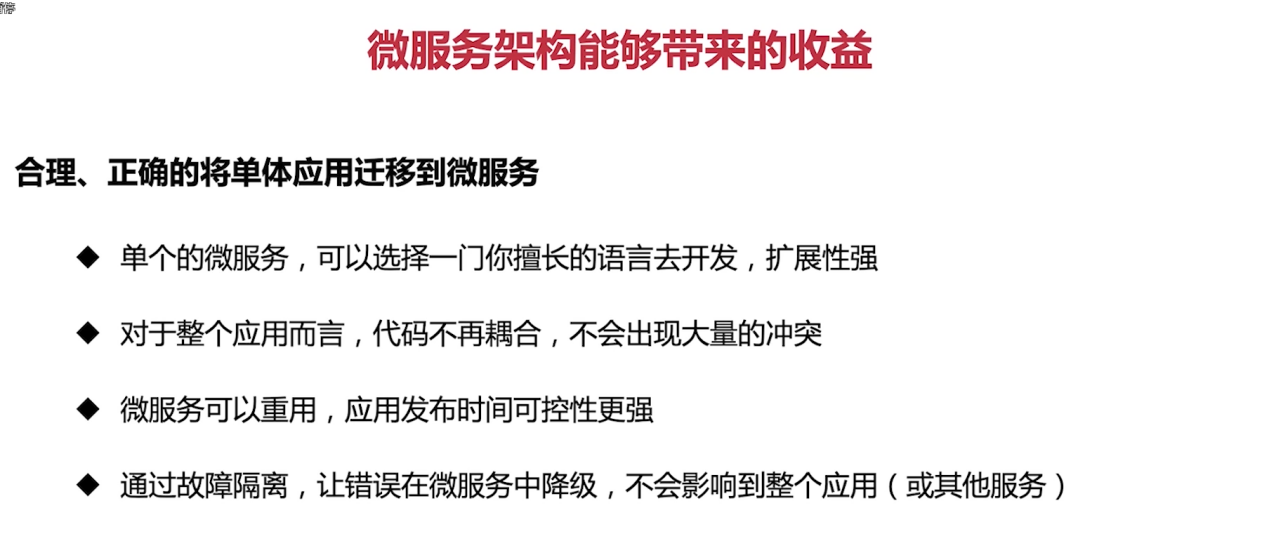 暂停
微服务架构能够带来的收益
合理、正确的将单体应用迁移到微服务
◆ 单个的微服务，可以选择一门你擅长的语言去开发，扩展性强
◆ 对于整个应用而言，代码不再耦合，不会出现大量的冲突
◆ 微服务可以重用，应用发布时间可控性更强
◆ 通过故障隔离，让错误在微服务中降级，不会影响到整个应用（或其他服务）